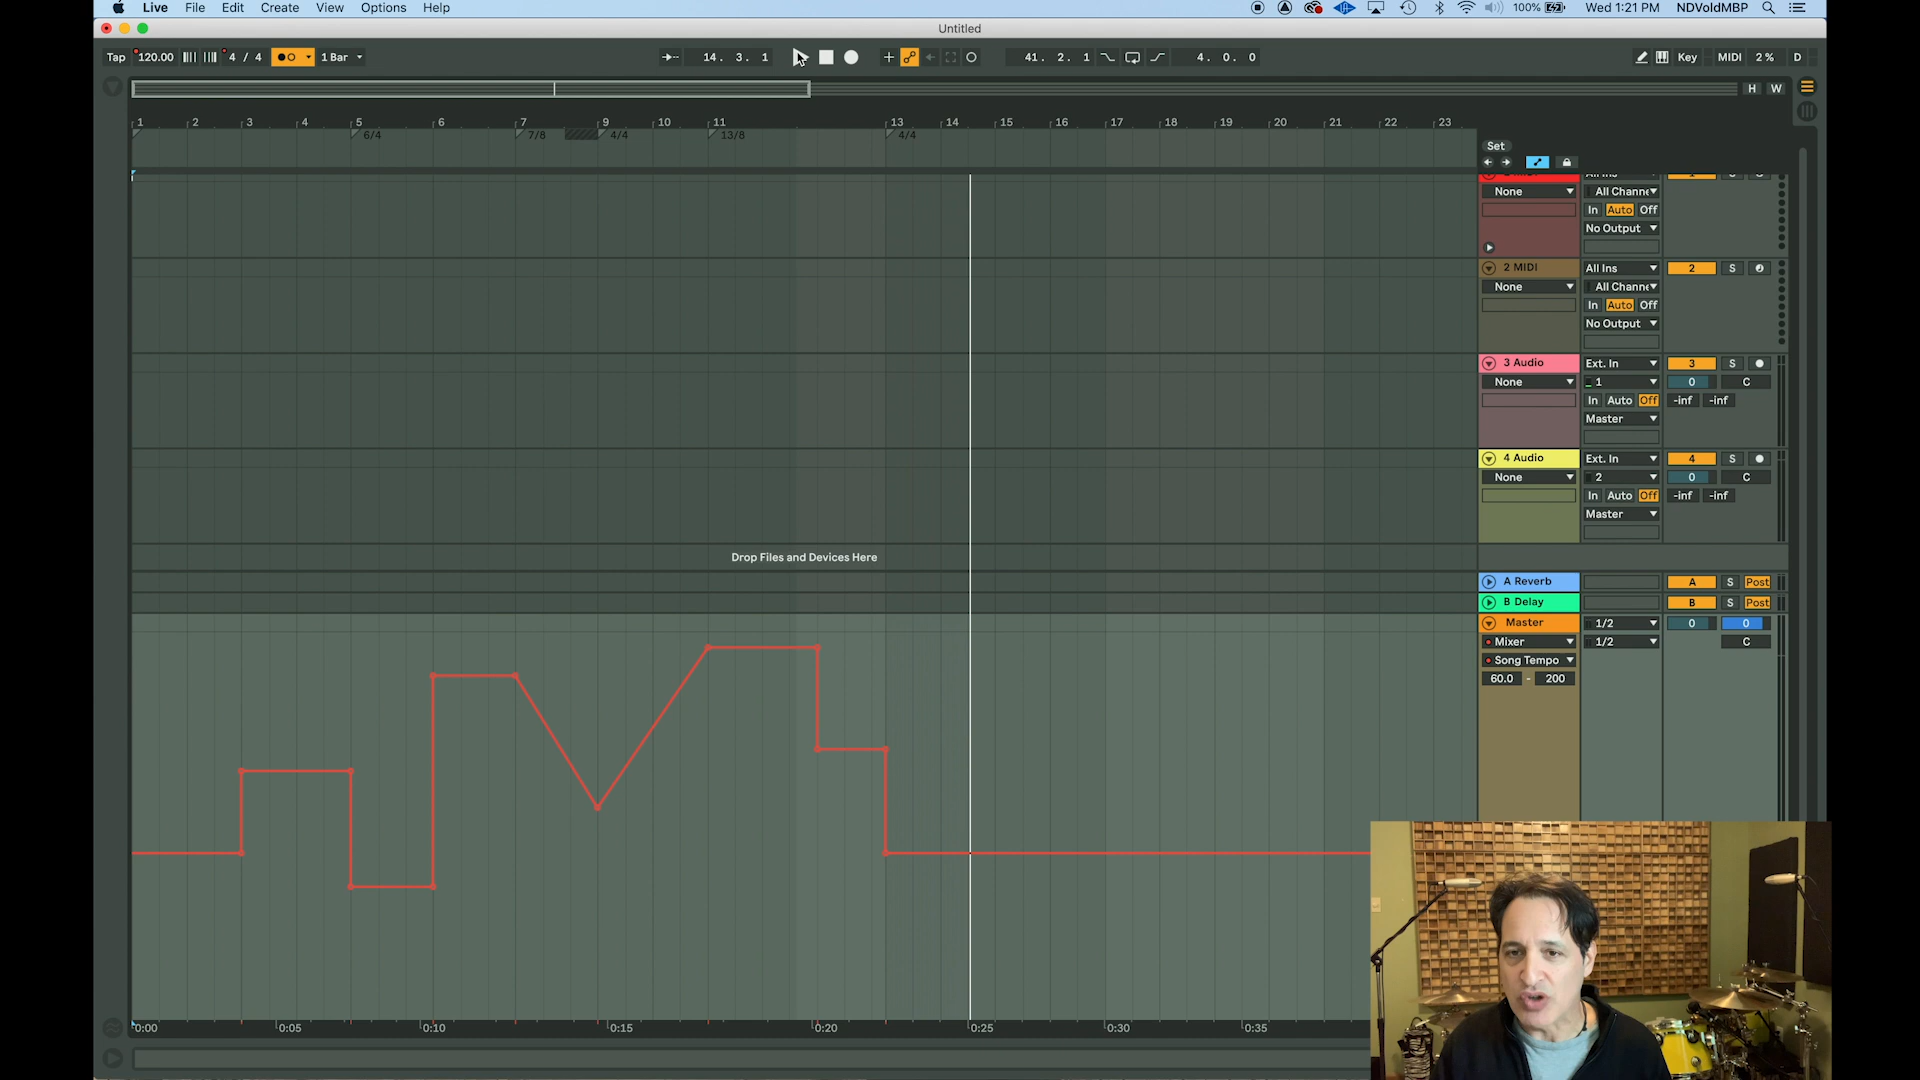 Live File Edit Create View Options Help 100% Wed 1:21 PM NDVoldMBP
Untitled
Tap 120.00 4 / 4 1 Bar 14. 3. 1 41. 2. 1 4. 0. 0 Key MIDI 2 % D
H W
1 2 3 4 5 6 7 9 10 11 13 14 15 16 17 18 19 20 21 22 23
6/4 7/8 4/4 13/8 4/4
Set
None All Channe
In Auto Off
No Output
2 MIDI All Ins 2 S
None All Channe
In Auto Off
No Output
3 Audio Ext. In 3 S
None 1 0 C
In Auto Off -inf -inf
Master
4 Audio Ext. In 4 S
None 2 0 C
In Auto Off -inf -inf
Master
Drop Files and Devices Here
A Reverb A S Post
B Delay B S Post
Master 1/2 0 0
Mixer 1/2 C
Song Tempo
60.0 - 200
0:00 0:05 0:10 0:15 0:20 0:25 0:30 0:35